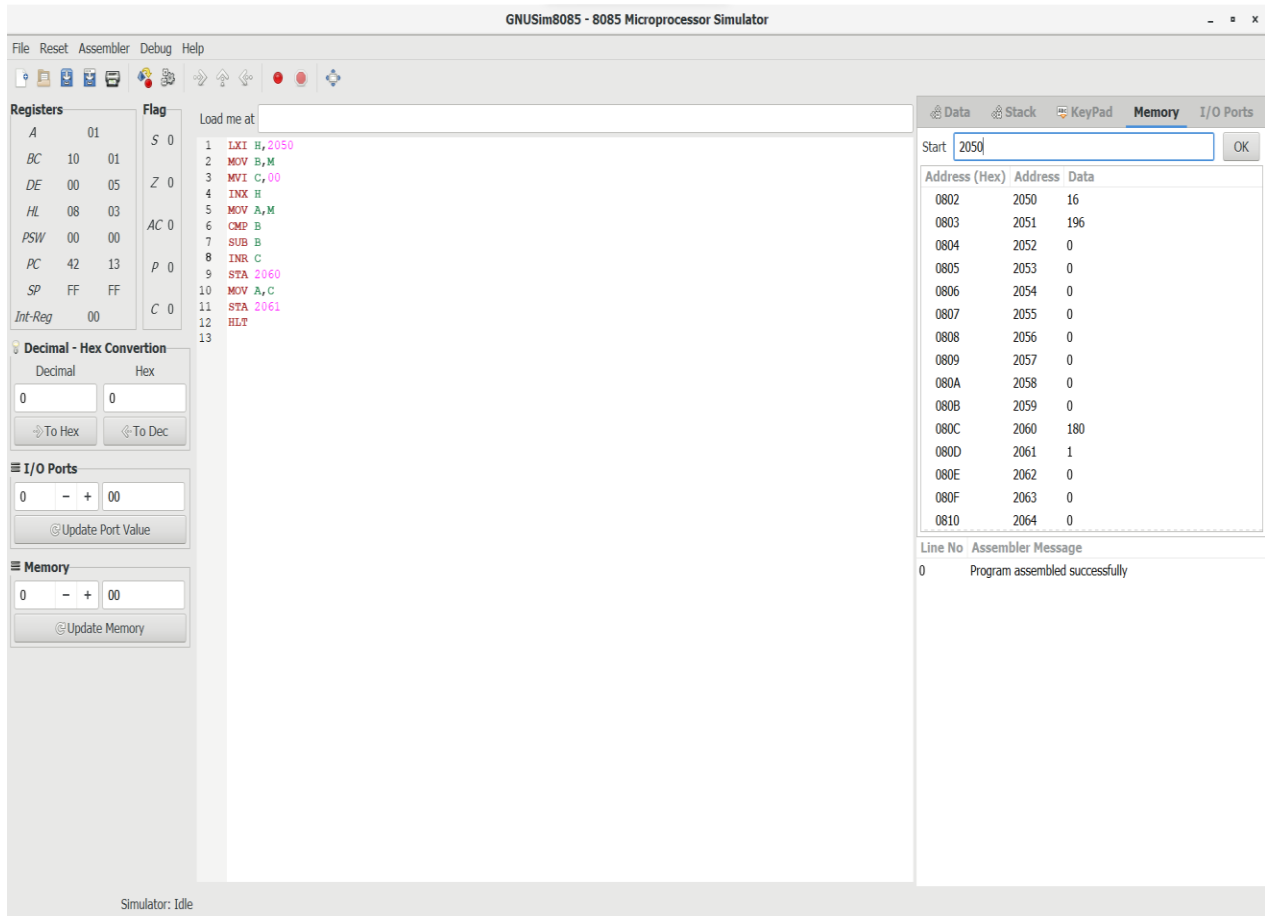 GNUSim8085 - 8085 Microprocessor Simulator
File Reset Assembler Debug Help
Registers
A 01
BC 10 01
DE 00 05
HL 08 03
PSW 00 00
PC 42 13
SP FF FF
Int-Reg 00
Flag
S 0
Z 0
AC 0
P 0
C 0
Decimal - Hex Convertion
Decimal Hex
0 0
To Hex To Dec
I/O Ports
0 − + 00
Update Port Value
Memory
0 − + 00
Update Memory
Load me at
1 LXI H,2050
2 MOV B,M
3 MVI C,00
4 INX H
5 MOV A,M
6 CMP B
7 SUB B
8 INR C
9 STA 2060
10 MOV A,C
11 STA 2061
12 HLT
13
Data Stack KeyPad Memory I/O Ports
Start 2050 OK
Address (Hex) Address Data
0802 2050 16
0803 2051 196
0804 2052 0
0805 2053 0
0806 2054 0
0807 2055 0
0808 2056 0
0809 2057 0
080A 2058 0
080B 2059 0
080C 2060 180
080D 2061 1
080E 2062 0
080F 2063 0
0810 2064 0
Line No Assembler Message
0 Program assembled successfully
Simulator: Idle